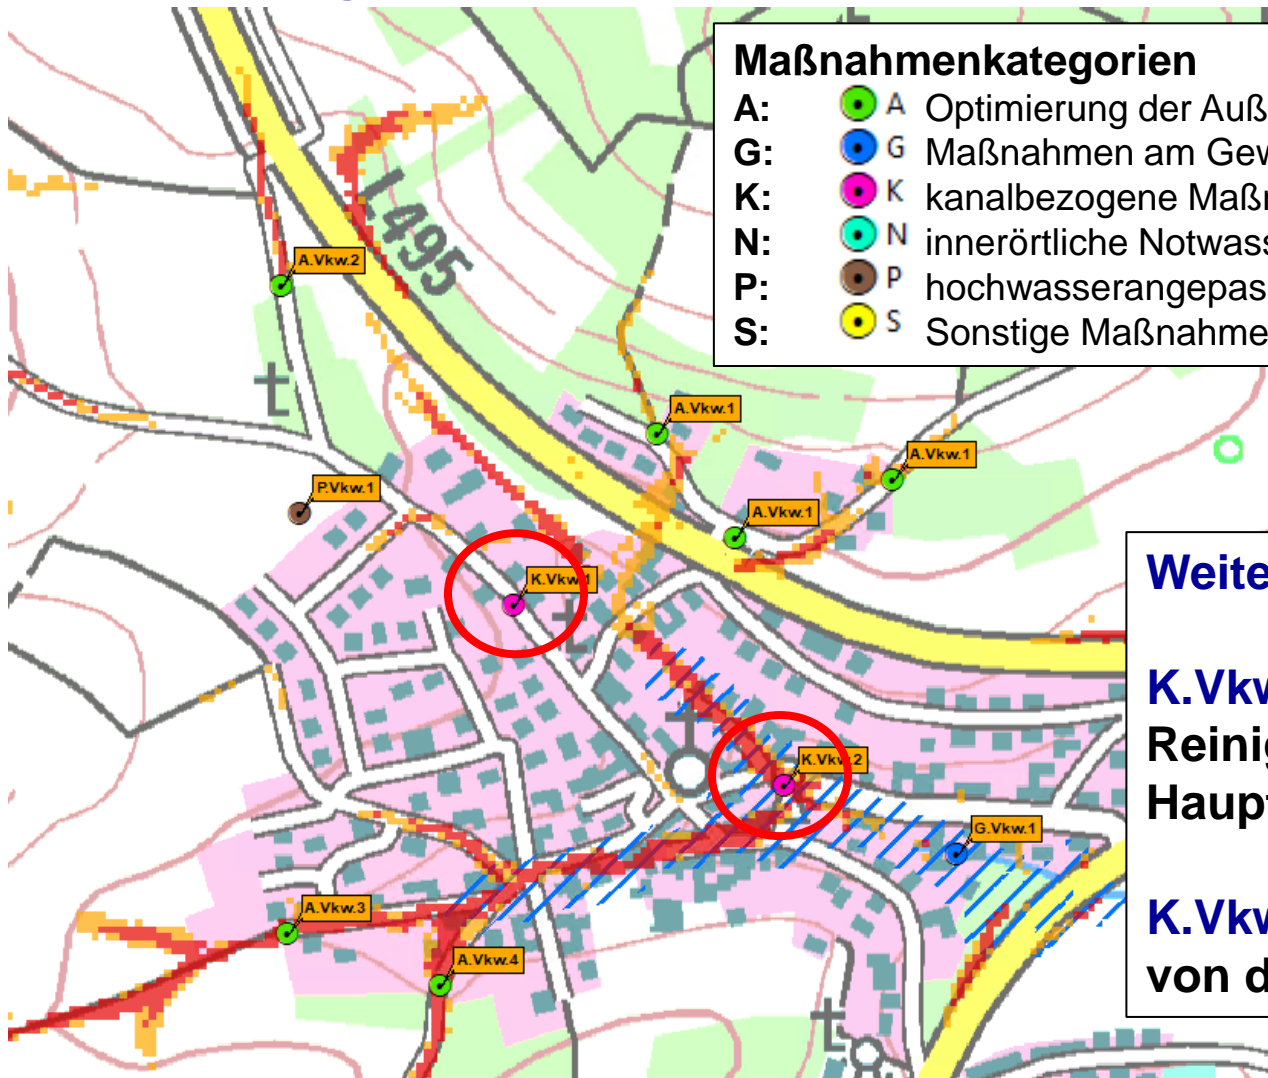 Maßnahmenkategorien
A: A Optimierung der Auß
G: G Maßnahmen am Gew
K: K kanalbezogene Maßn
N: N innerörtliche Notwass
P: P hochwasserangepas
S: S Sonstige Maßnahme
L 495
A.Vkw.2
A.Vkw.1
A.Vkw.1
P.Vkw.1
A.Vkw.1
K.Vkw.1
Weite
K.Vkw
Reinig
Haupt
K.Vkw.2
G.Vkw.1
A.Vkw.3
K.Vkw
von d
A.Vkw.4